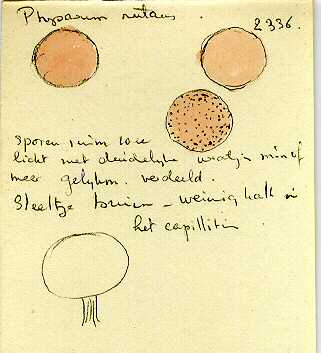 Physarum nutans. 2336.
sporen ruim 10 u
licht met duidelijke wratjes min of
meer gelijkm. verdeeld.
Steeltje bruin - weinig kalk in
het capillitium